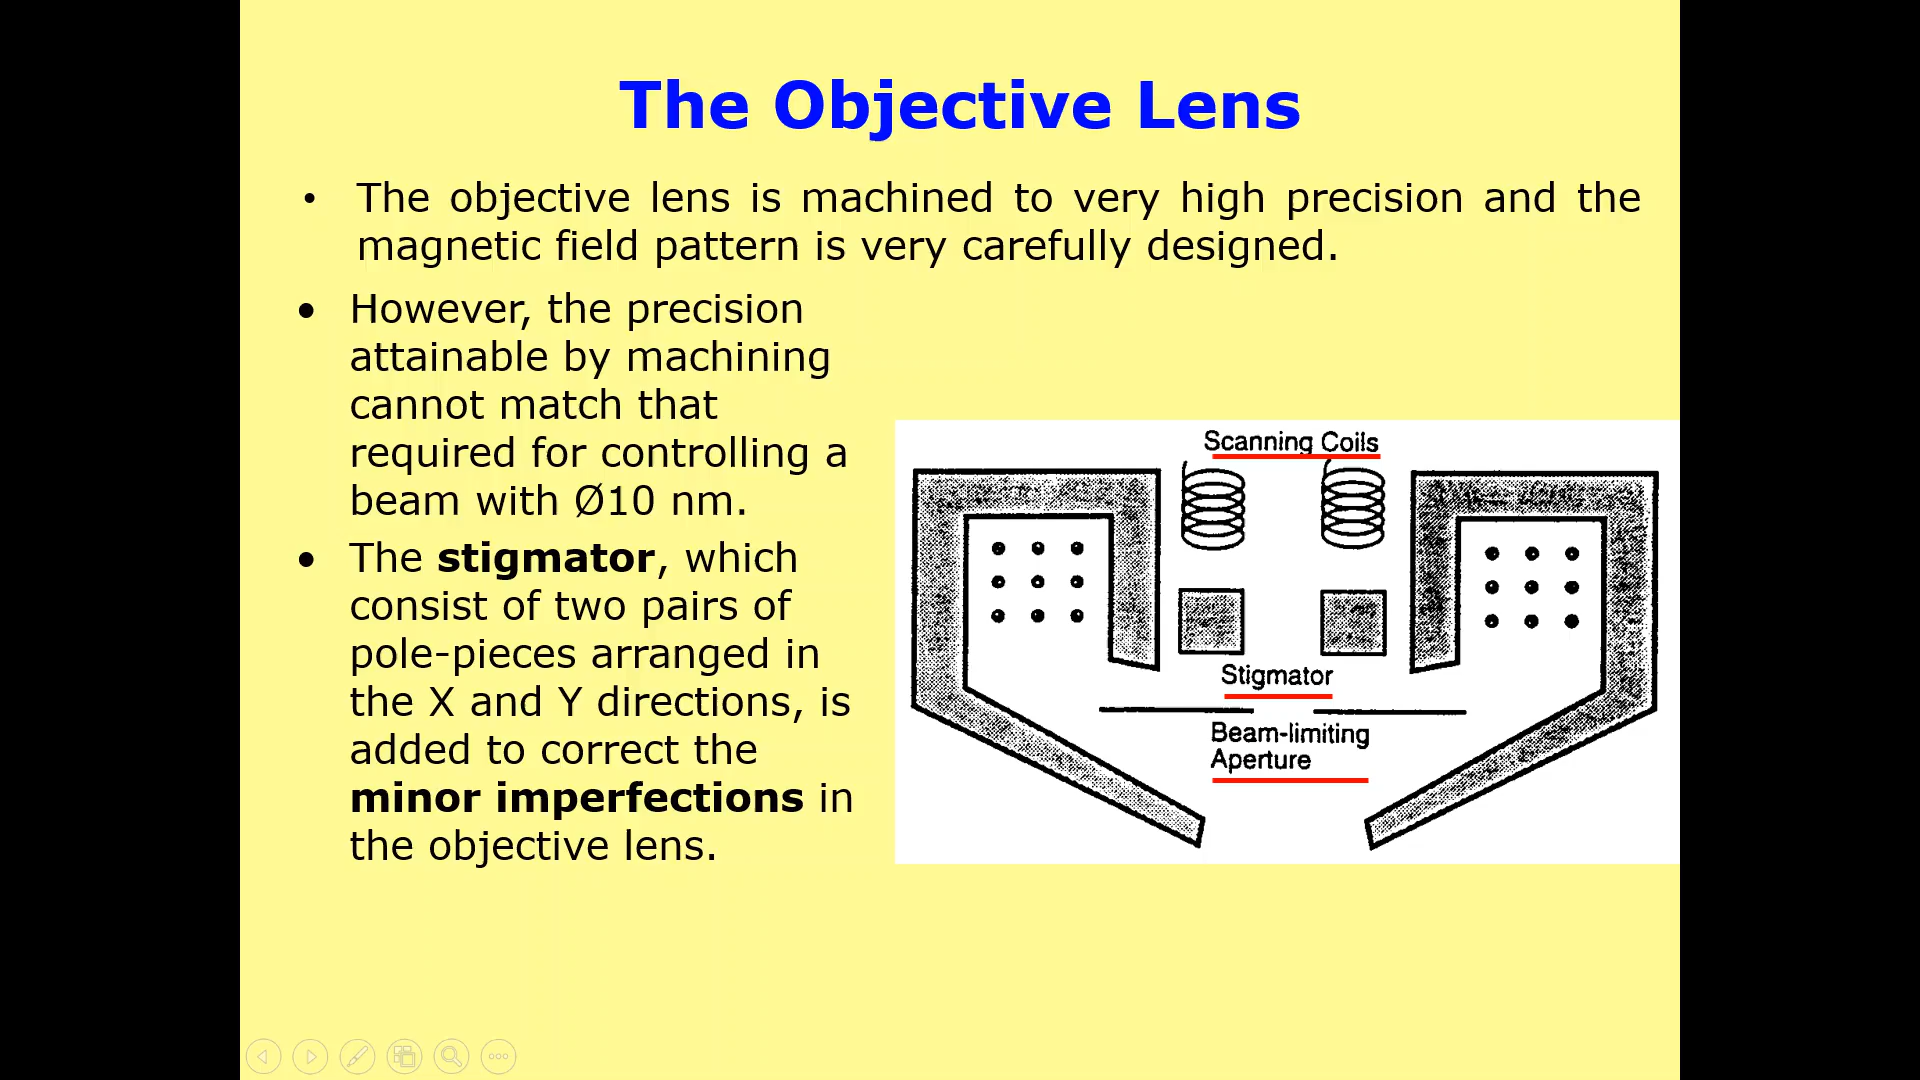 The Objective Lens
• The objective lens is machined to very high precision and the
magnetic field pattern is very carefully designed.
• However, the precision
attainable by machining
cannot match that
required for controlling a
beam with Ø10 nm.
• The stigmator, which
consist of two pairs of
pole-pieces arranged in
the X and Y directions, is
added to correct the
minor imperfections in
the objective lens.
Scanning Coils
Stigmator
Beam-limiting
Aperture